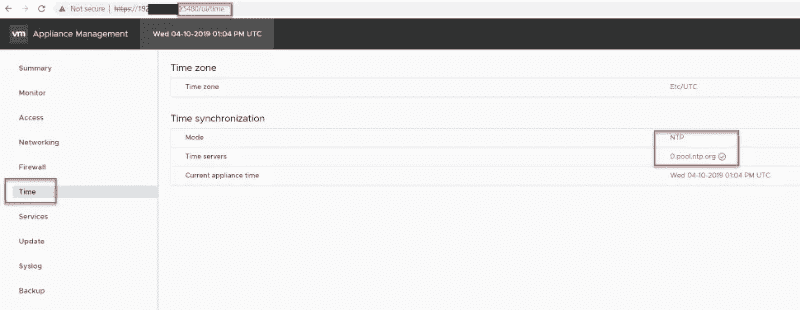 Not secure | https://192 :5480/ui/time
vm Appliance Management Wed 04-10-2019 01:04 PM UTC
Summary
Monitor
Access
Networking
Firewall
Time
Services
Update
Syslog
Backup
Time zone
Time zone Etc/UTC
Time synchronization
Mode NTP
Time servers 0.pool.ntp.org
Current appliance time Wed 04-10-2019 01:04 PM UTC